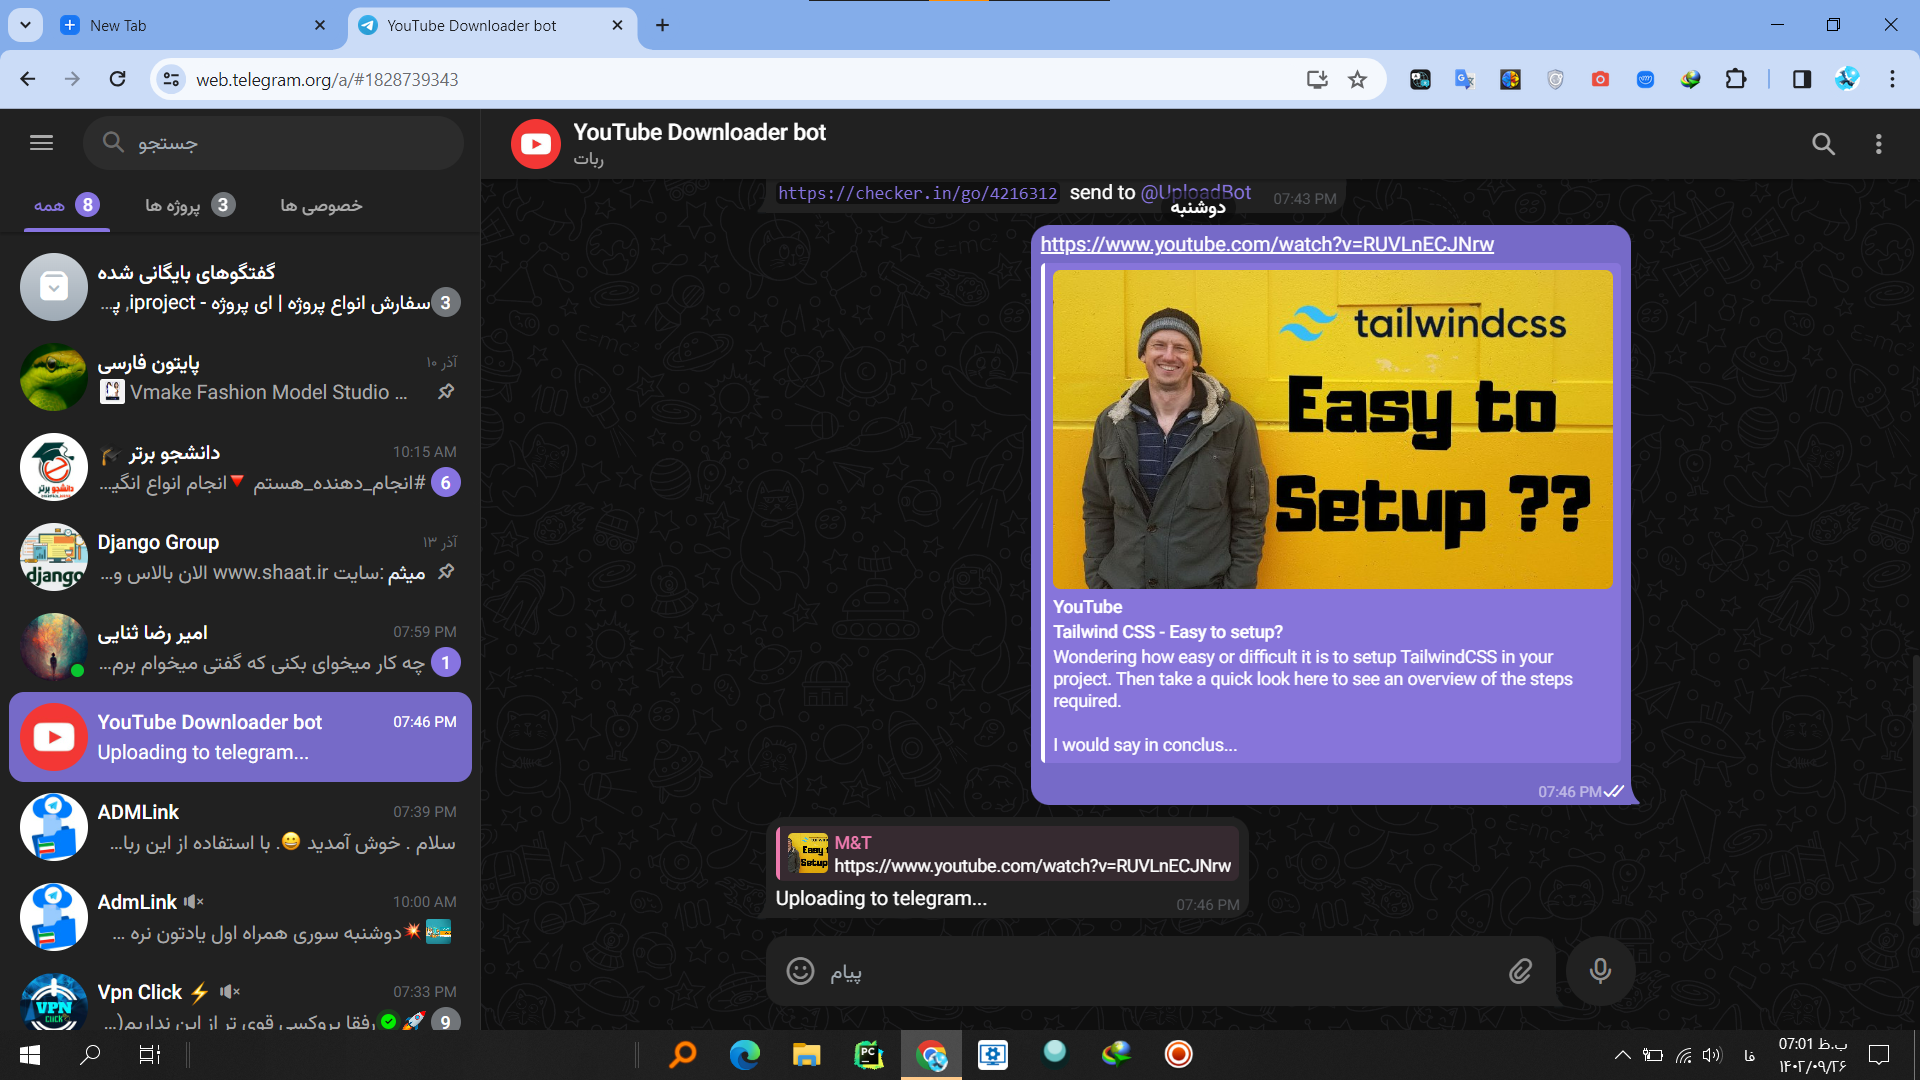 New Tab
YouTube Downloader bot
web.telegram.org/a/#1828739343
جستجو
همه 8
پروژه ها 3
خصوصی ها
گفتگوهای بایگانی شده
سفارش انواع پروژه | ای پروژه - iproject, پ...
3
پایتون فارسی
آذر ۱۰
Vmake Fashion Model Studio ...
دانشجو برتر
10:15 AM
#انجام_دهنده_هستم 🔻انجام انواع انگی...
6
Django Group
آذر ۱۳
میثم: سایت www.shaat.ir الان بالاس و...
امیر رضا ثنایی
07:59 PM
چه کار میخوای بکنی که گفتی میخوام برم...
1
YouTube Downloader bot
07:46 PM
Uploading to telegram...
ADMLink
07:39 PM
سلام . خوش آمدید 😀. با استفاده از این ربا...
AdmLink
10:00 AM
💥دوشنبه سوری همراه اول یادتون نره ...
Vpn Click ⚡
07:33 PM
🚀رفقا پروکسی قوی تر از این نداریم(...
9
YouTube Downloader bot
ربات
https://checker.in/go/4216312 send to @UploadBot 07:43 PM
دوشنبه
https://www.youtube.com/watch?v=RUVLnECJNrw
tailwindcss
Easy to
Setup ??
YouTube
Tailwind CSS - Easy to setup?
Wondering how easy or difficult it is to setup TailwindCSS in your
project. Then take a quick look here to see an overview of the steps
required.
I would say in conclus...
07:46 PM
M&T
https://www.youtube.com/watch?v=RUVLnECJNrw
Uploading to telegram...
07:46 PM
پیام
فا
07:01 ب.ظ
۱۴۰۲/۰۹/۲۶